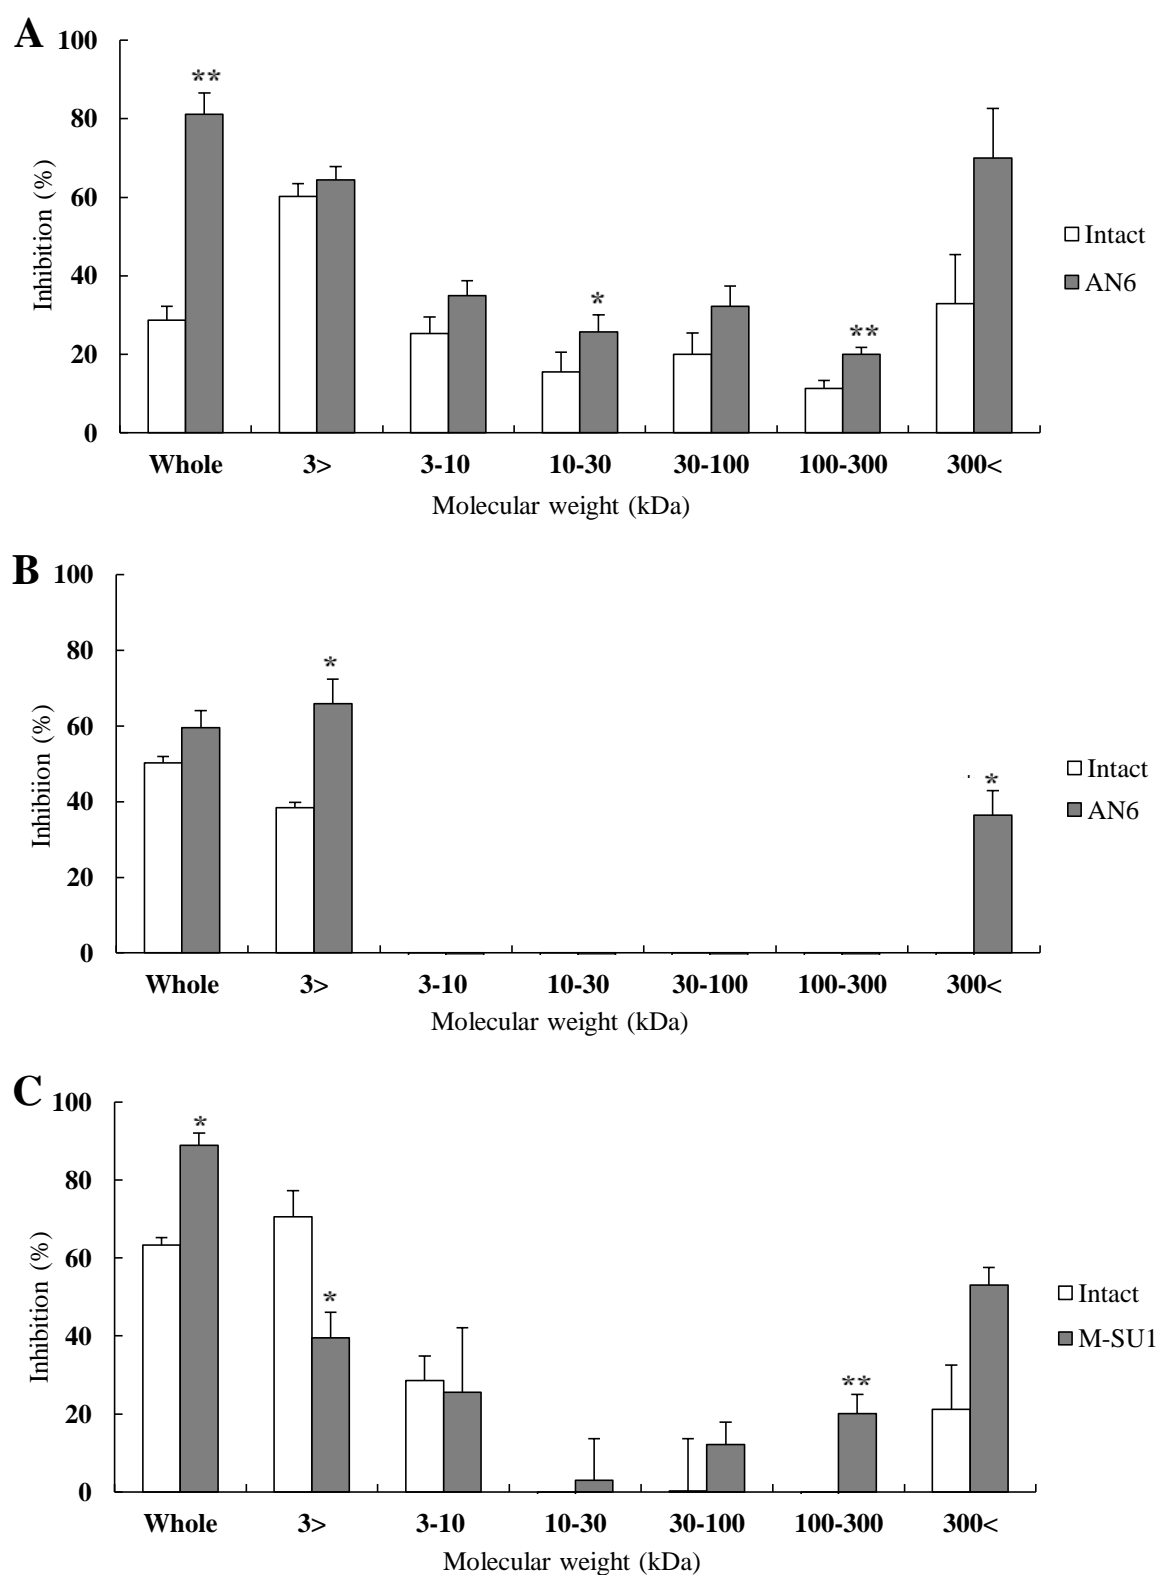 A
100
80
60
40
20
0
Inhibition (%)
**
*
**
Whole 3> 3-10 10-30 30-100 100-300 300<
Molecular weight (kDa)
Intact
AN6
B
100
80
60
40
20
0
Inhibiion (%)
*
*
Whole 3> 3-10 10-30 30-100 100-300 300<
Molecular weight (kDa)
Intact
AN6
C
100
80
60
40
20
0
Inhibition (%)
*
*
**
Whole 3> 3-10 10-30 30-100 100-300 300<
Molecular weight (kDa)
Intact
M-SU1